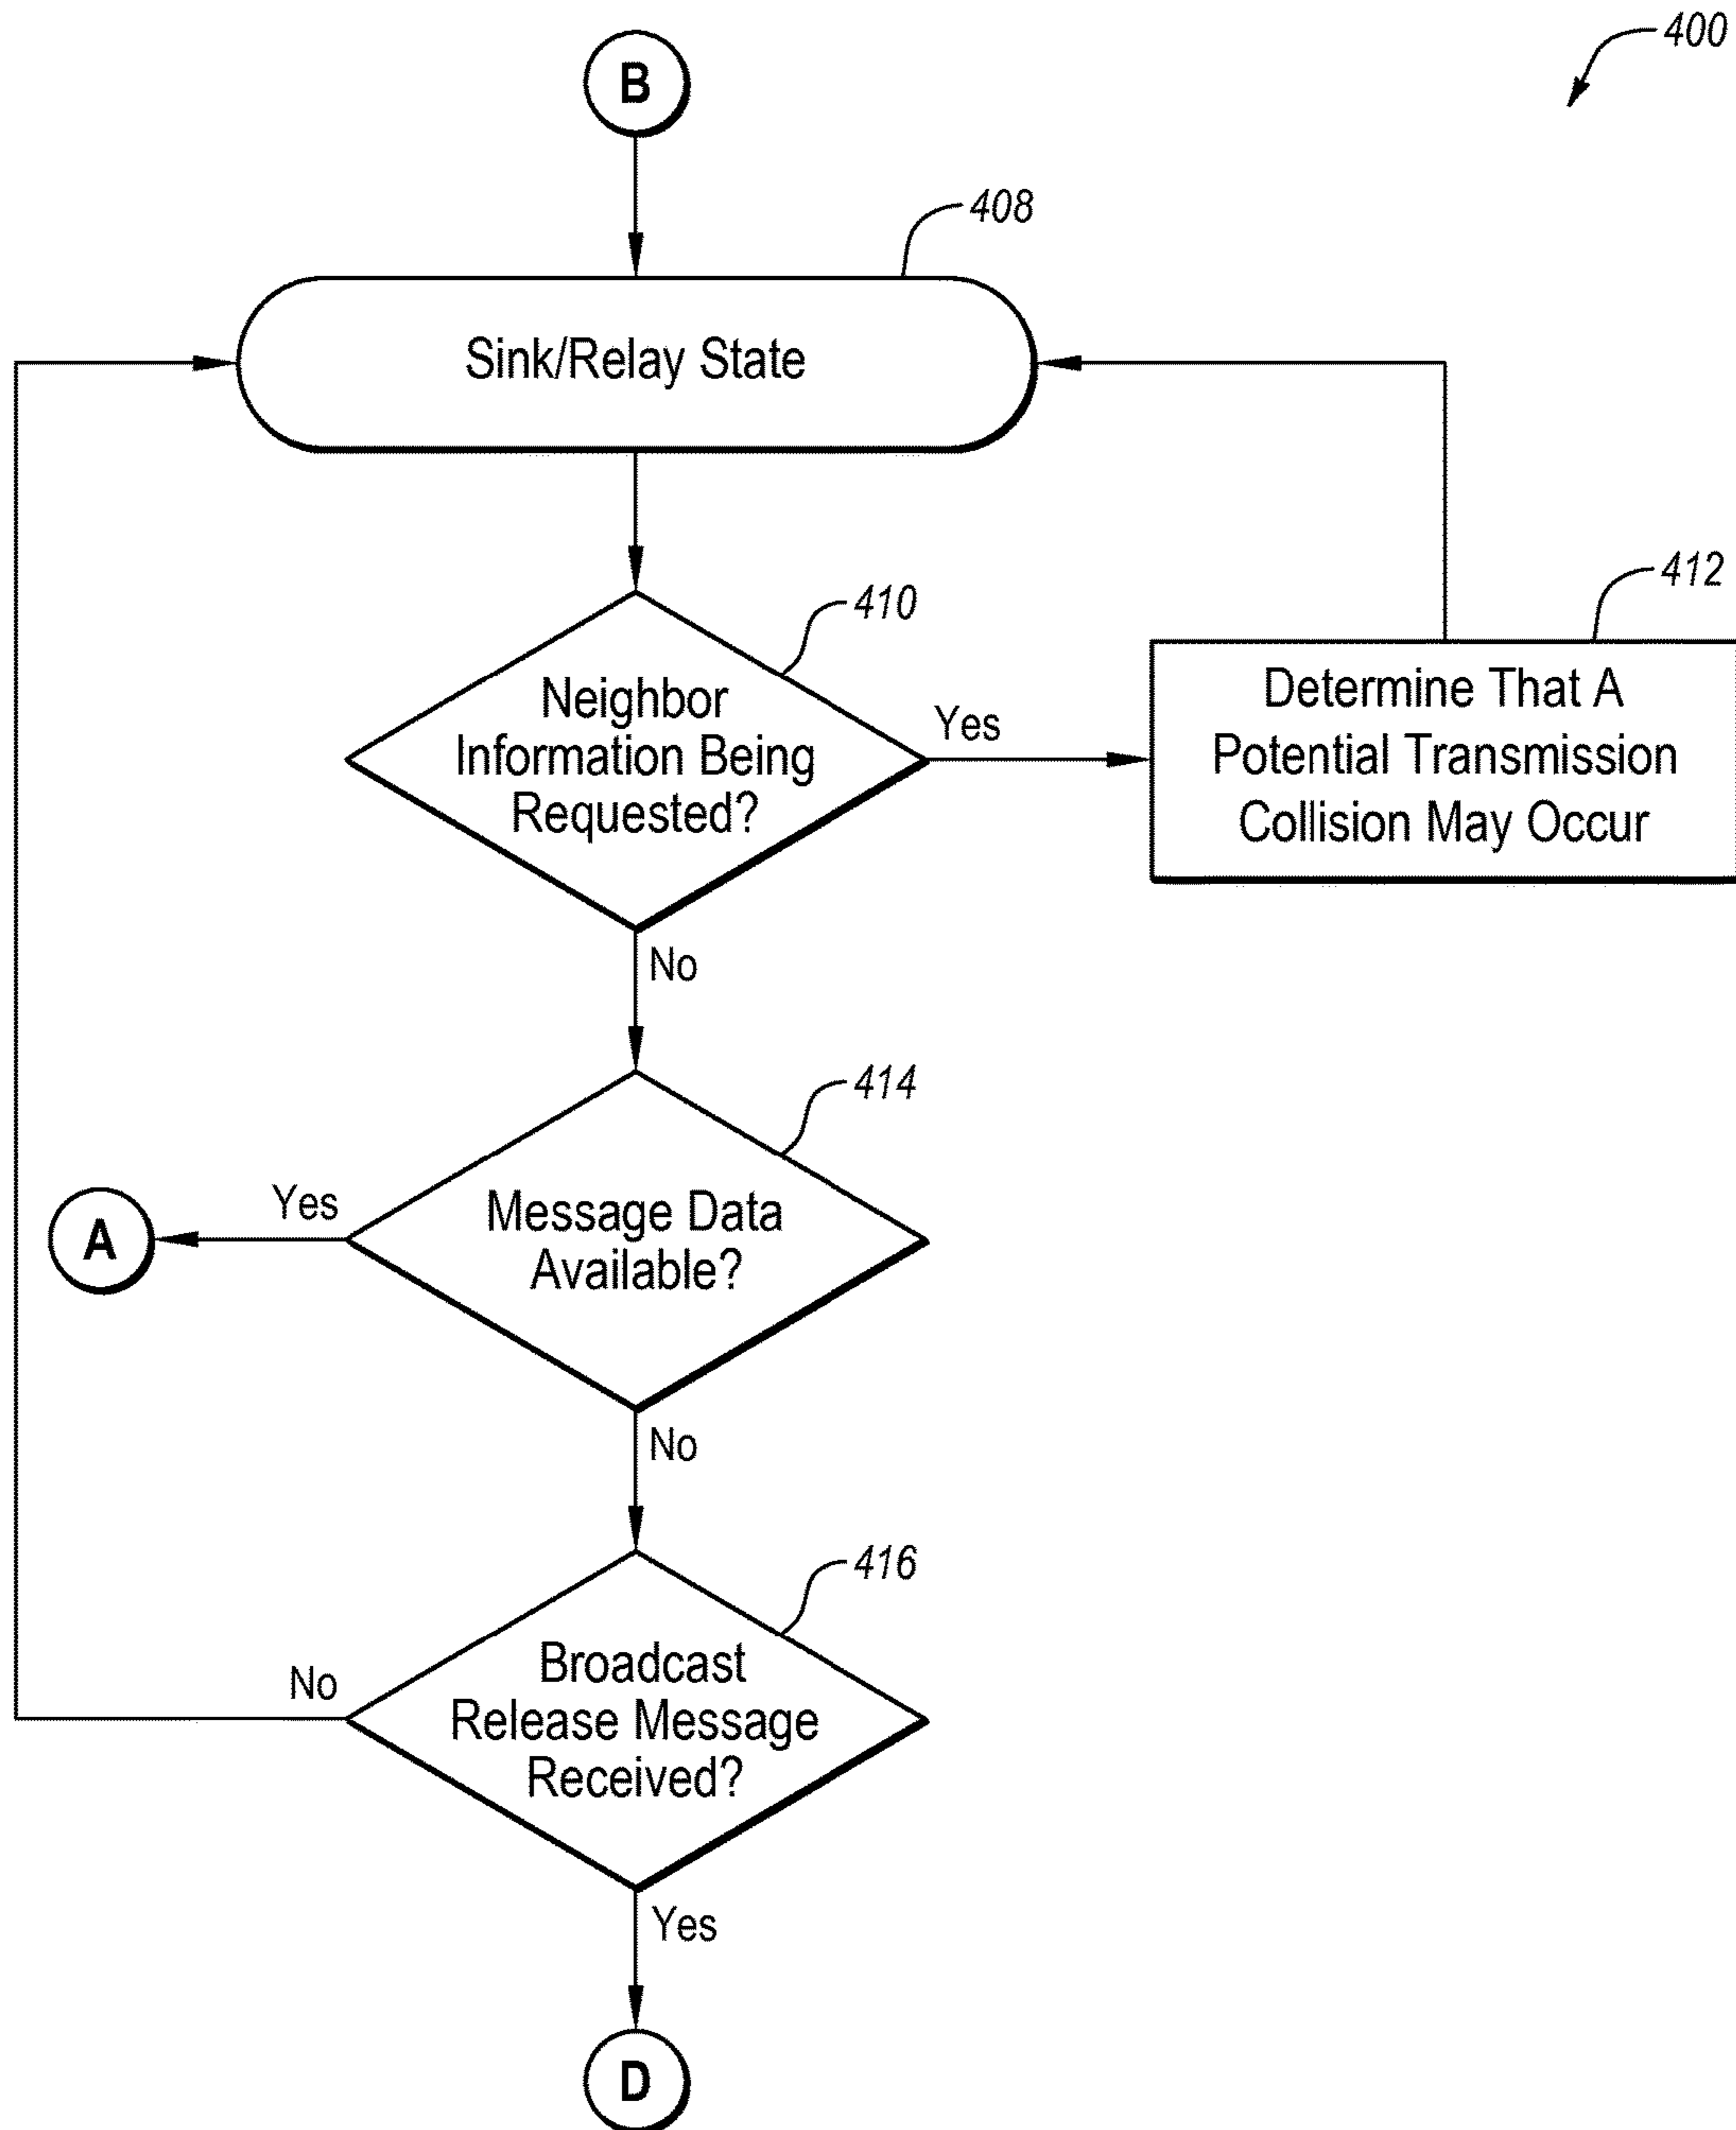 400
B
408
Sink/Relay State
410
412
Neighbor
Information Being
Requested?
Yes
Determine That A
Potential Transmission
Collision May Occur
No
414
Message Data
Available?
Yes
A
No
416
Broadcast
Release Message
Received?
No
Yes
D